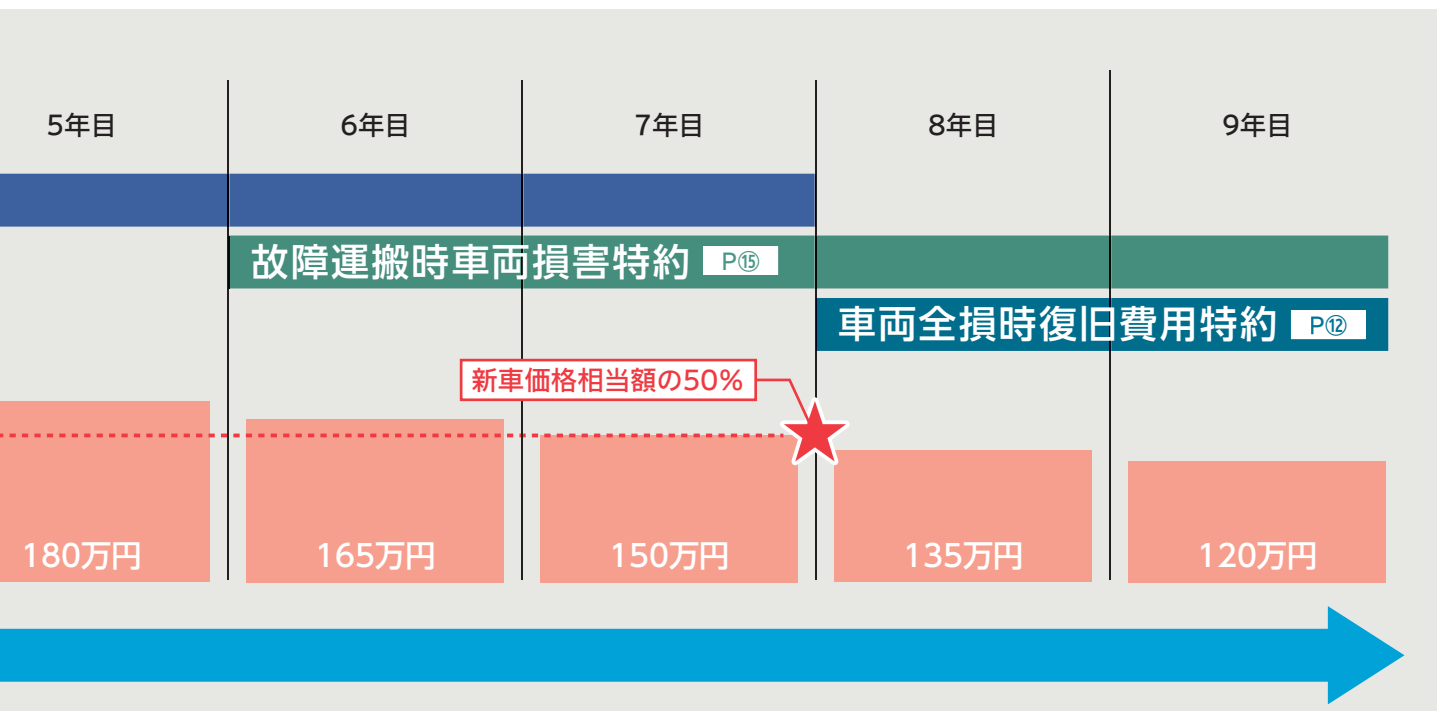 5年目 6年目 7年目 8年目 9年目
故障運搬時車両損害特約 P⑮
車両全損時復旧費用特約 P⑫
新車価格相当額の50%
180万円 165万円 150万円 135万円 120万円